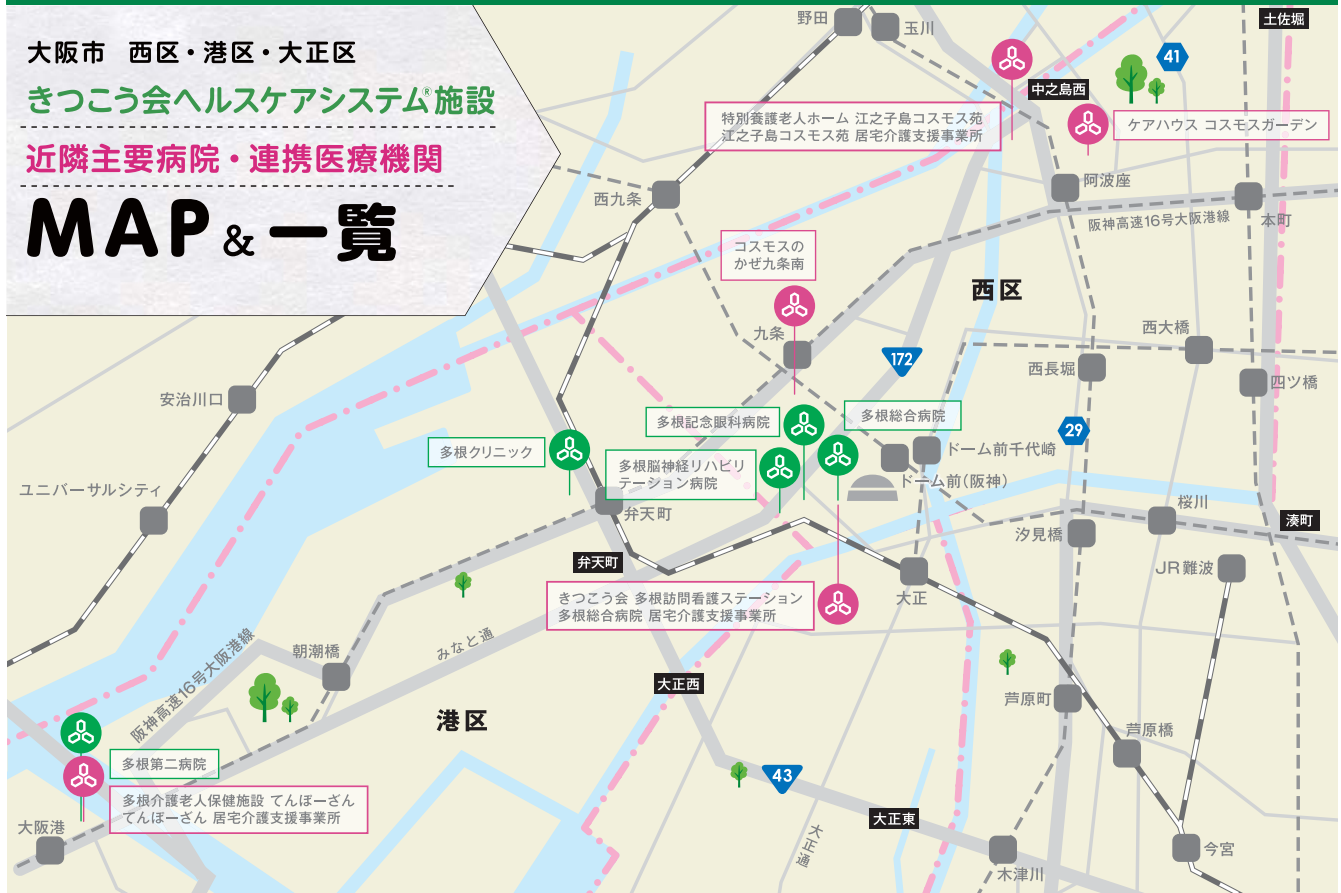 大阪市 西区・港区・大正区
きつこう会ヘルスケアシステム®施設
近隣主要病院・連携医療機関
MAP & 一覧
野田
玉川
土佐堀
41
中之島西
特別養護老人ホーム 江之子島コスモス苑
江之子島コスモス苑 居宅介護支援事業所
ケアハウス コスモスガーデン
西九条
阿波座
阪神高速16号大阪港線
本町
コスモスの
かぜ九条南
西区
九条
172
西大橋
西長堀
四ツ橋
安治川口
多根記念眼科病院
多根総合病院
29
多根クリニック
ドーム前千代崎
多根脳神経リハビリ
テーション病院
ドーム前(阪神)
ユニバーサルシティ
弁天町
桜川
湊町
汐見橋
弁天町
JR難波
大正
きつこう会 多根訪問看護ステーション
多根総合病院 居宅介護支援事業所
みなと通
朝潮橋
阪神高速16号大阪港線
大正西
芦原町
港区
芦原橋
多根第二病院
43
多根介護老人保健施設 てんぽーざん
てんぽーざん 居宅介護支援事業所
大正東
大阪港
大正通
今宮
木津川